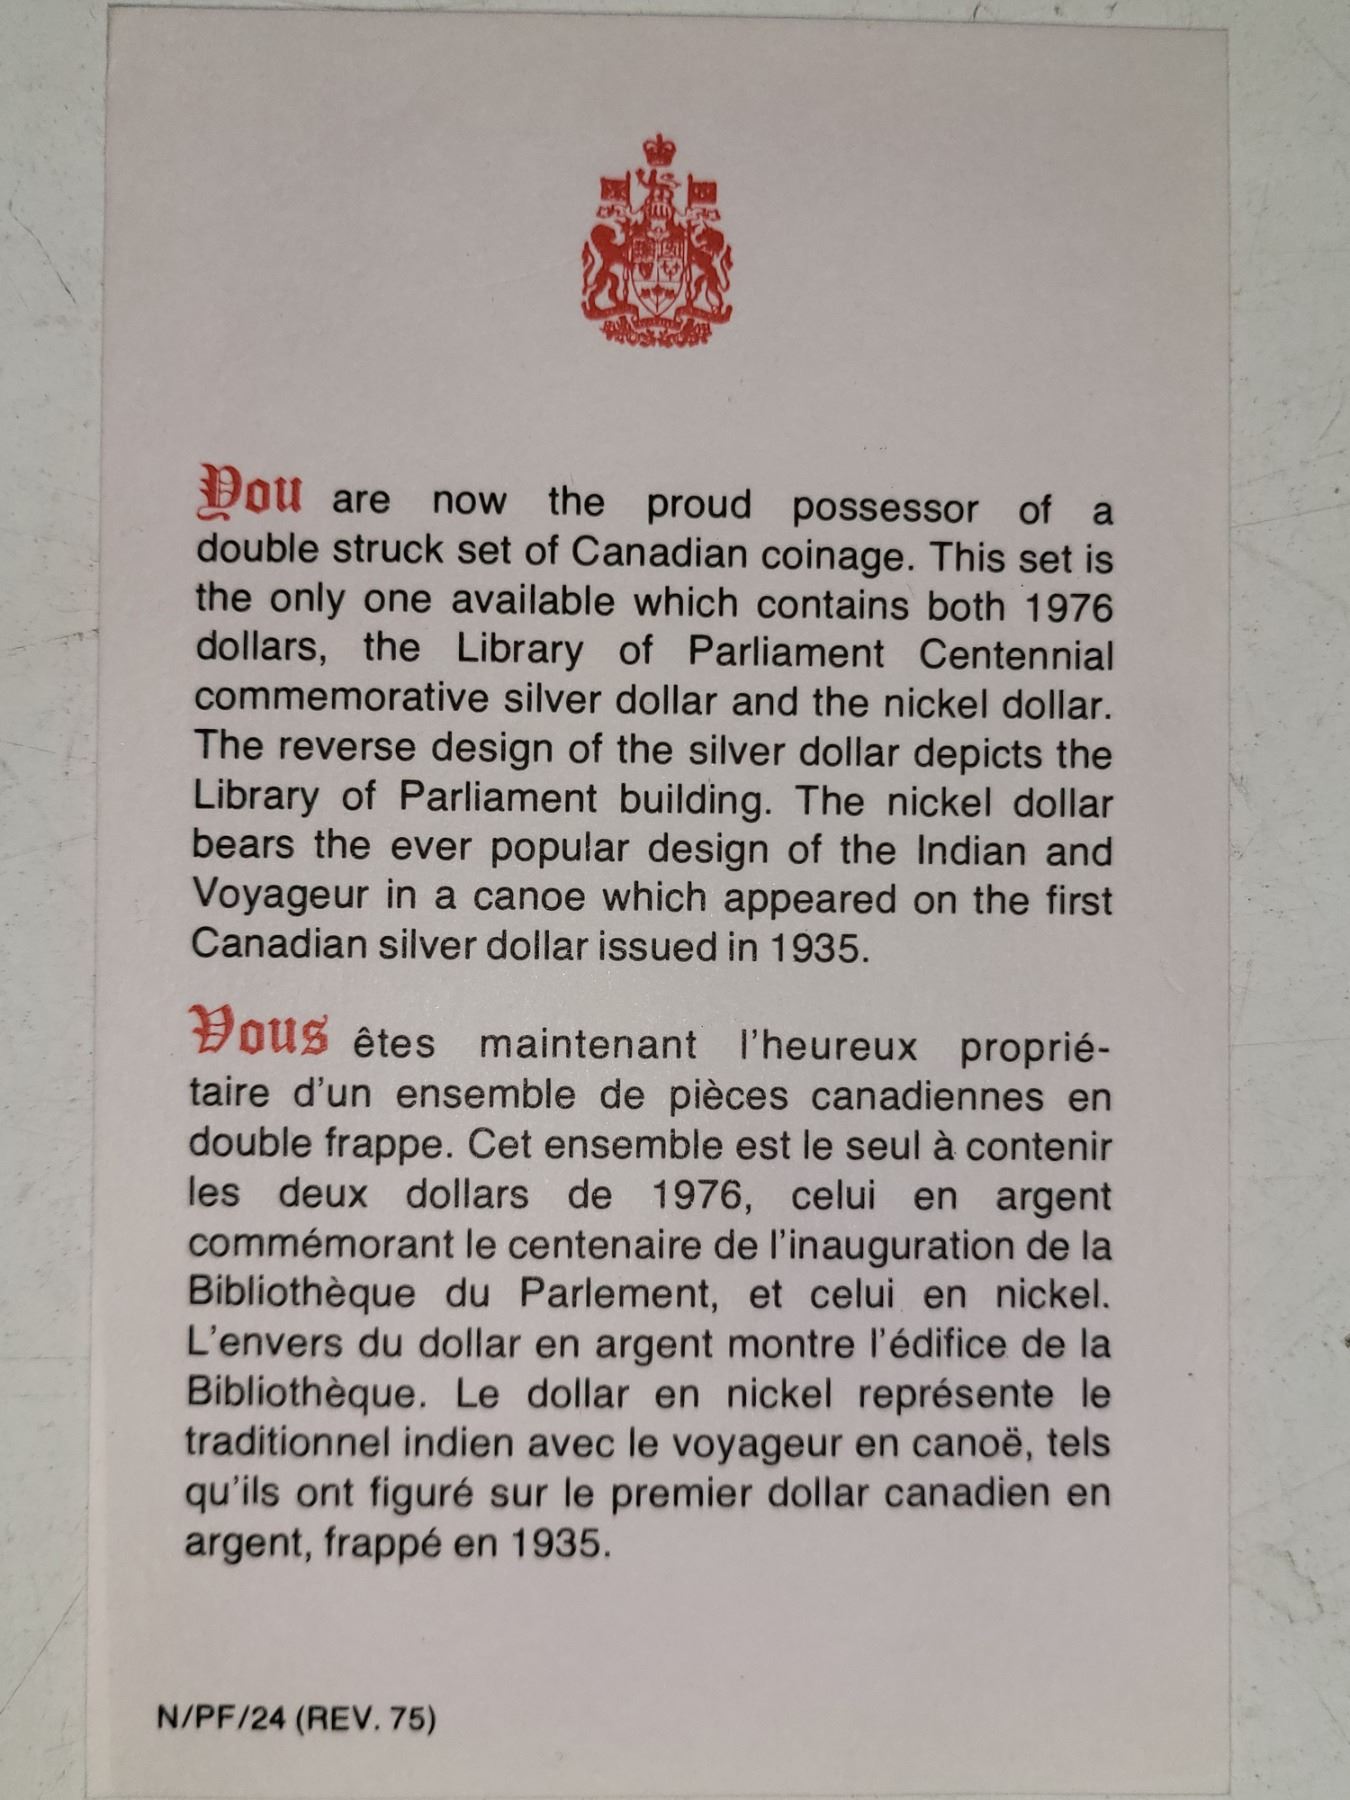 You are now the proud possessor of a
double struck set of Canadian coinage. This set is
the only one available which contains both 1976
dollars, the Library of Parliament Centennial
commemorative silver dollar and the nickel dollar.
The reverse design of the silver dollar depicts the
Library of Parliament building. The nickel dollar
bears the ever popular design of the Indian and
Voyageur in a canoe which appeared on the first
Canadian silver dollar issued in 1935.
Vous êtes maintenant l'heureux proprié-
taire d'un ensemble de pièces canadiennes en
double frappe. Cet ensemble est le seul à contenir
les deux dollars de 1976, celui en argent
commémorant le centenaire de l'inauguration de la
Bibliothèque du Parlement, et celui en nickel.
L'envers du dollar en argent montre l'édifice de la
Bibliothèque. Le dollar en nickel représente le
traditionnel indien avec le voyageur en canoë, tels
qu'ils ont figuré sur le premier dollar canadien en
argent, frappé en 1935.
N/PF/24 (REV. 75)